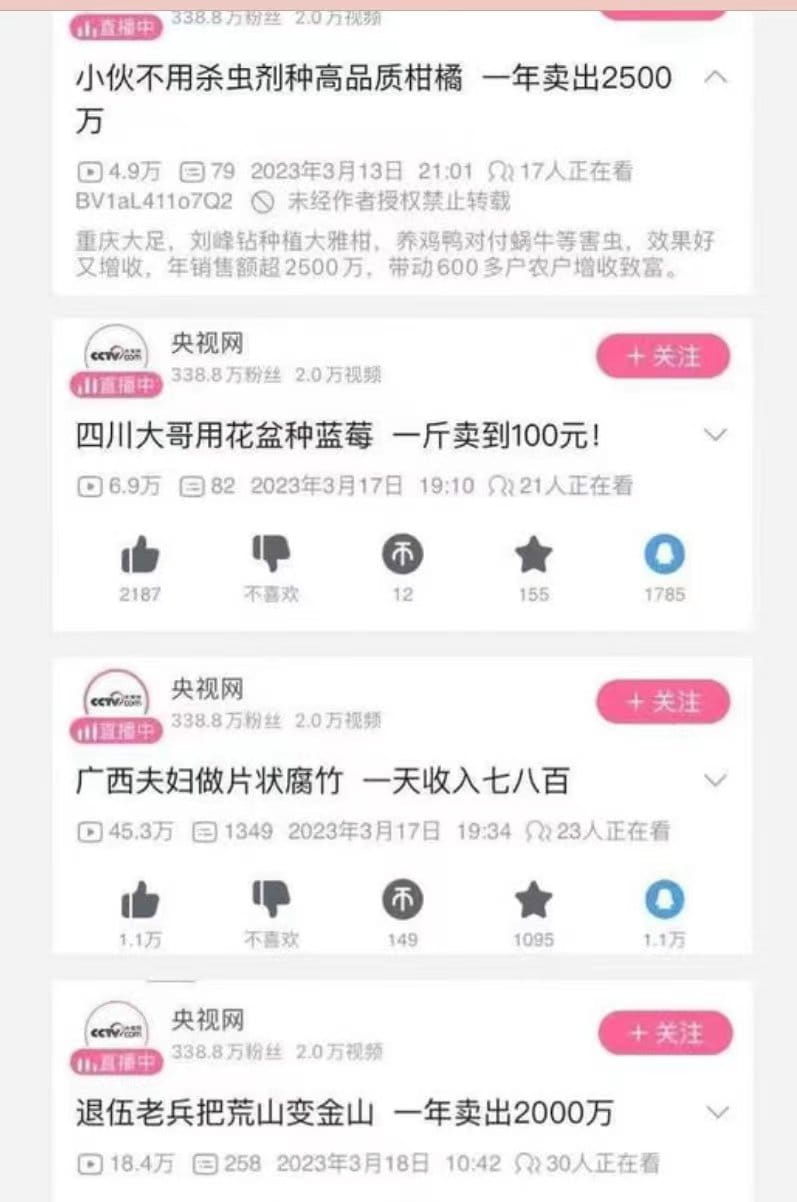 直播中
338.8万粉丝 2.0万视频
小伙不用杀虫剂种高品质柑橘 一年卖出2500
万
4.9万 79 2023年3月13日 21:01 17人正在看
BV1aL411o7Q2 未经作者授权禁止转载
重庆大足，刘峰钻种植大雅柑，养鸡鸭对付蜗牛等害虫，效果好
又增收，年销售额超2500万，带动600多户农户增收致富。
CCTV.com 央视网
直播中 338.8万粉丝 2.0万视频
+ 关注
四川大哥用花盆种蓝莓 一斤卖到100元！
6.9万 82 2023年3月17日 19:10 21人正在看
2187 不喜欢 12 155 1785
CCTV.com 央视网
直播中 338.8万粉丝 2.0万视频
+ 关注
广西夫妇做片状腐竹 一天收入七八百
45.3万 1349 2023年3月17日 19:34 23人正在看
1.1万 不喜欢 149 1095 1.1万
CCTV.com 央视网
直播中 338.8万粉丝 2.0万视频
+ 关注
退伍老兵把荒山变金山 一年卖出2000万
18.4万 258 2023年3月18日 10:42 30人正在看